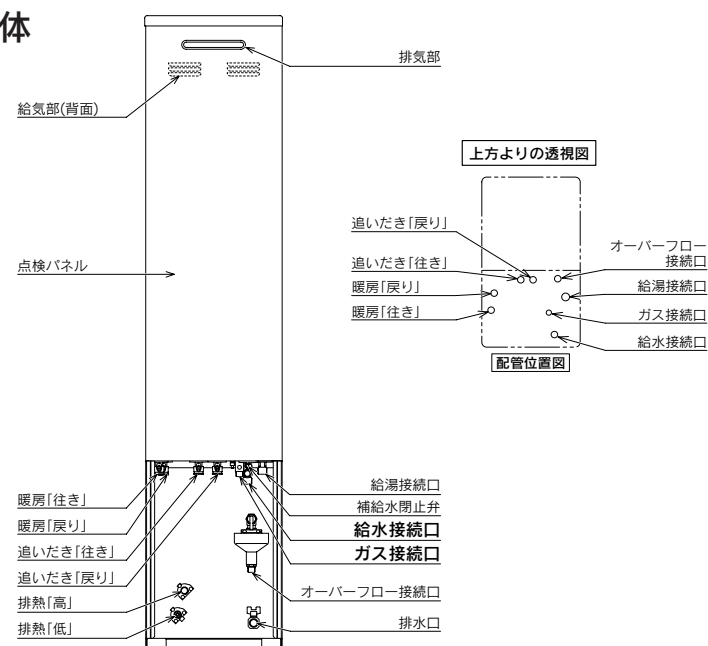 体
排気部
給気部(背面)
点検パネル
上方よりの透視図
追いだき「戻り」
追いだき「往き」
暖房「戻り」
暖房「往き」
オーバーフロー
接続口
給湯接続口
ガス接続口
給水接続口
配管位置図
暖房「往き」
暖房「戻り」
追いだき「往き」
追いだき「戻り」
排熱「高」
排熱「低」
給湯接続口
補給水閉止弁
給水接続口
ガス接続口
オーバーフロー接続口
排水口